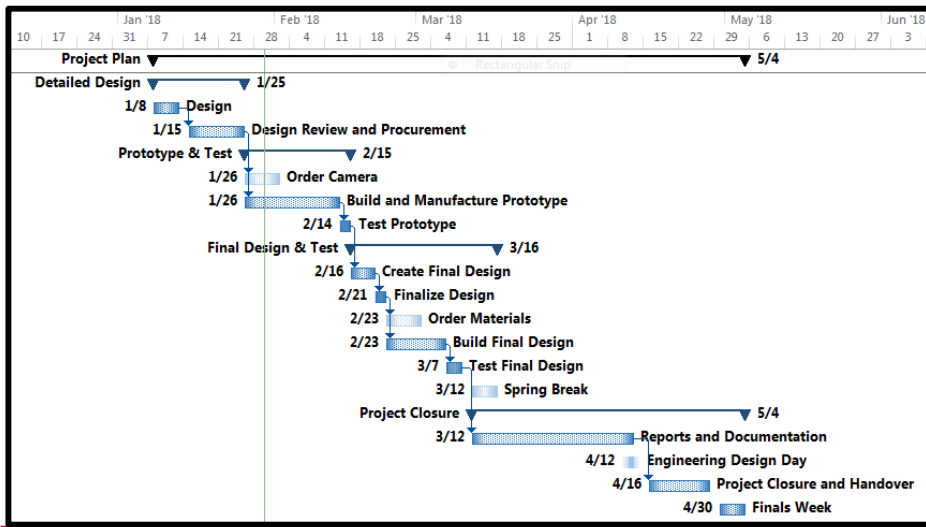 Jan '18 Feb '18 Mar '18 Apr '18 May '18 Jun '18
10 17 24 31 7 14 21 28 4 11 18 25 4 11 18 25 1 8 15 22 29 6 13 20 27 3
Project Plan 5/4
Rectangular Snip
Detailed Design 1/25
1/8 Design
1/15 Design Review and Procurement
Prototype & Test 2/15
1/26 Order Camera
1/26 Build and Manufacture Prototype
2/14 Test Prototype
Final Design & Test 3/16
2/16 Create Final Design
2/21 Finalize Design
2/23 Order Materials
2/23 Build Final Design
3/7 Test Final Design
3/12 Spring Break
Project Closure 5/4
3/12 Reports and Documentation
4/12 Engineering Design Day
4/16 Project Closure and Handover
4/30 Finals Week